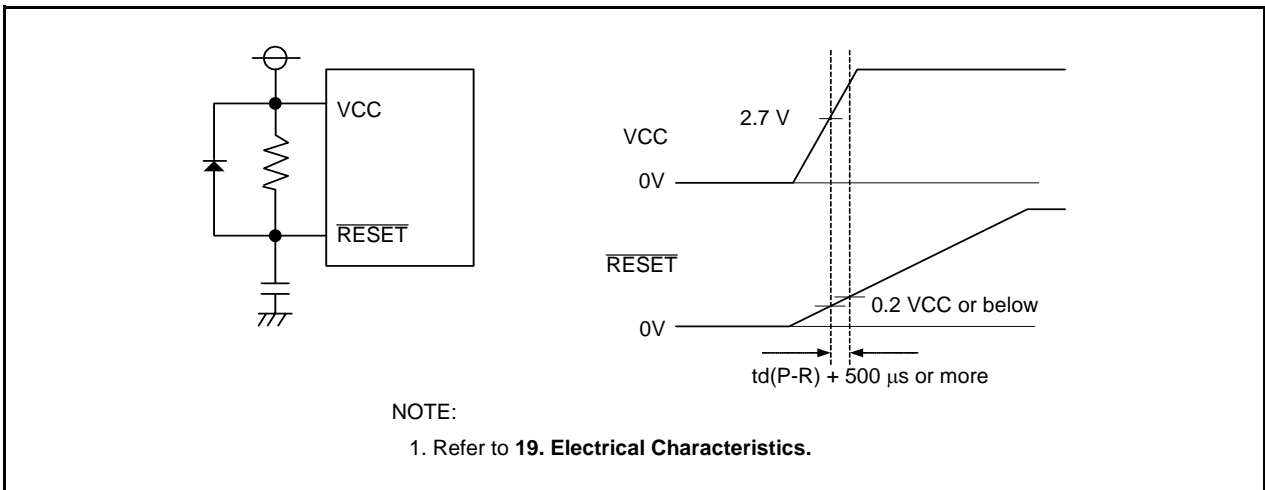 VCC
RESET
VCC
2.7 V
0V
RESET
0.2 VCC or below
0V
td(P-R) + 500 μs or more
NOTE:
1. Refer to 19. Electrical Characteristics.